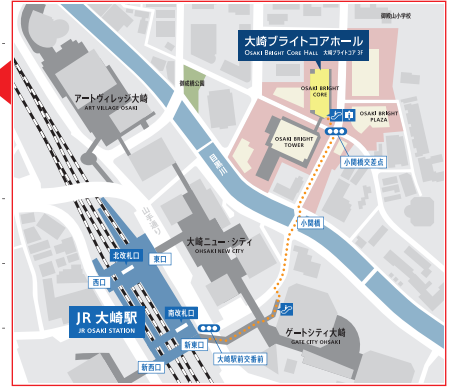 御殿山小学校
大崎ブライトコアホール
OSAKI BRIGHT CORE HALL 大崎ブライトコア 3F
御成橋公園
アートヴィレッジ大崎
ART VILLAGE OSAKI
OSAKI BRIGHT
CORE
OSAKI BRIGHT
PLAZA
OSAKI BRIGHT
TOWER
小関橋交差点
目黒川
山手通り
小関橋
大崎ニュー・シティ
OHSAKI NEW CITY
北改札口
東口
西口
JR 大崎駅
JR OSAKI STATION
南改札口
新東口
大崎駅前交番前
ゲートシティ大崎
GATE CITY OHSAKI
新西口